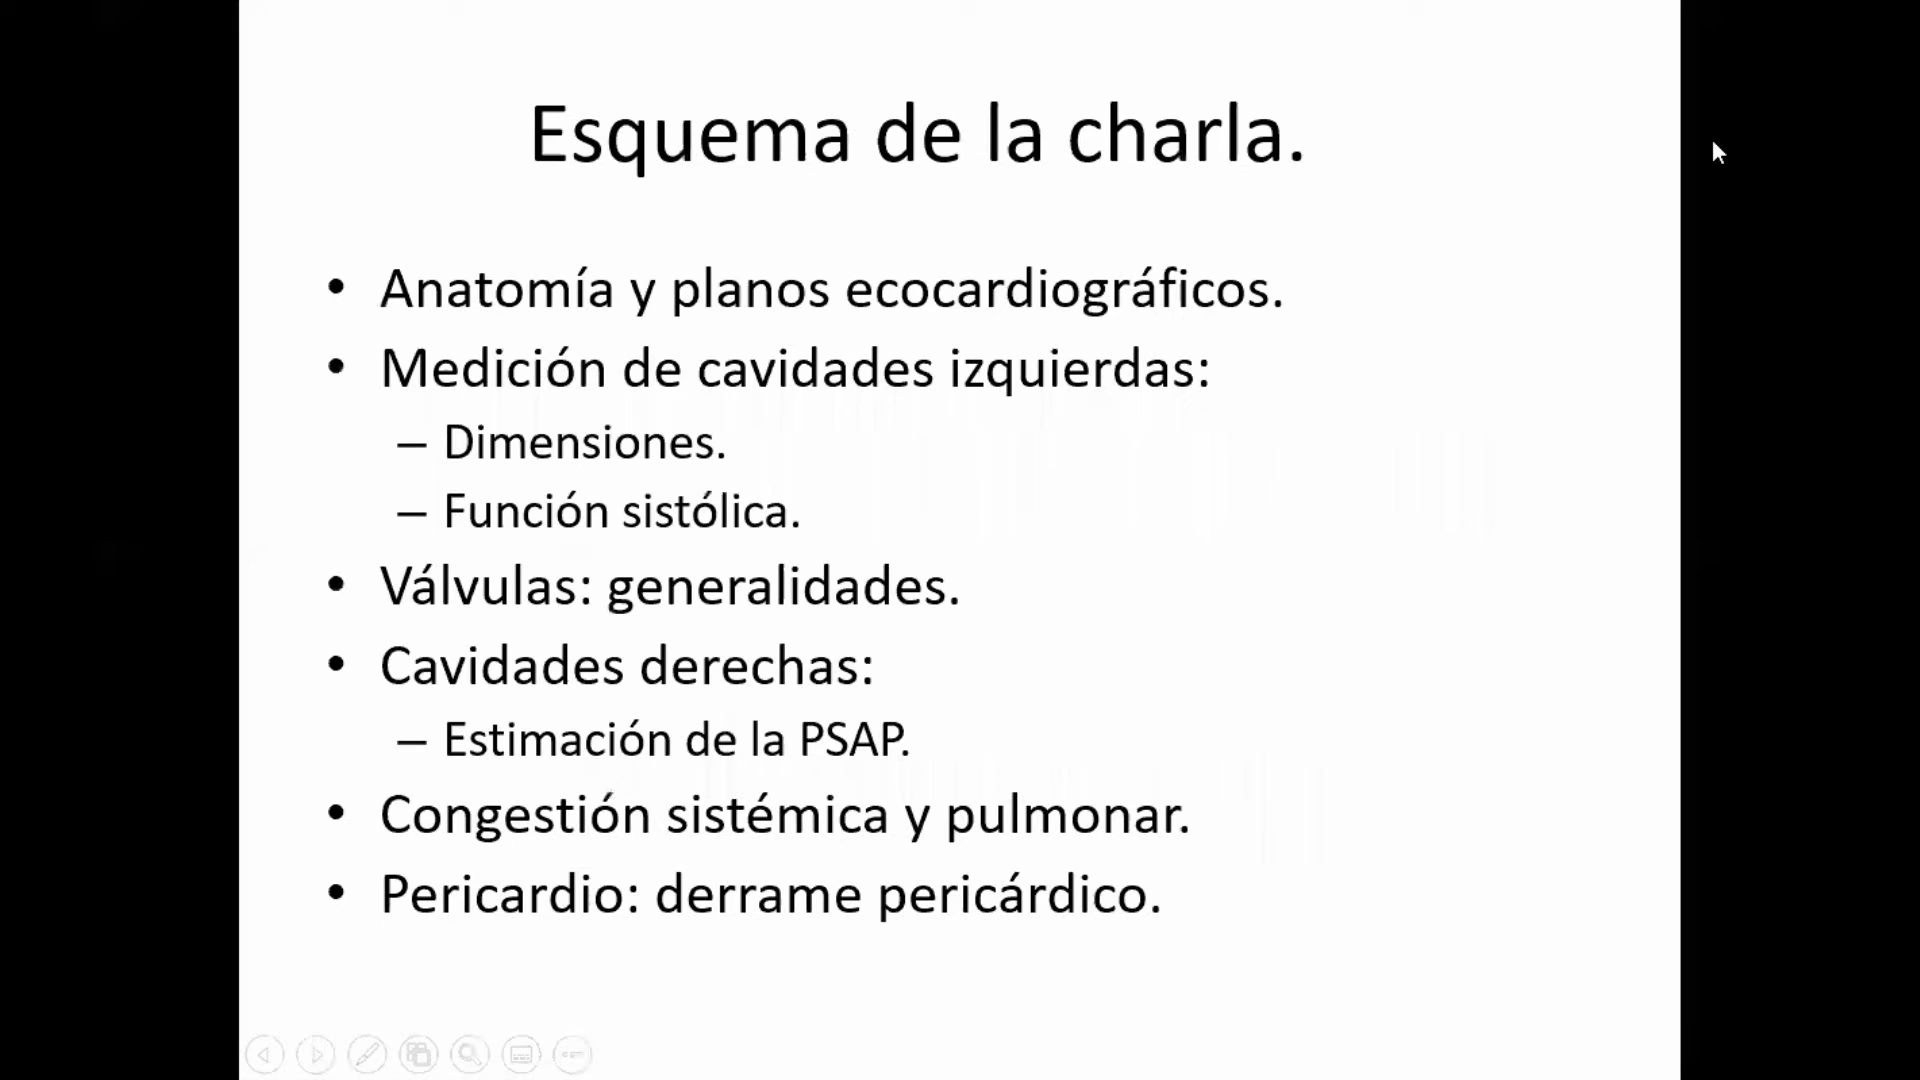 Esquema de la charla.
• Anatomía y planos ecocardiográficos.
• Medición de cavidades izquierdas:
– Dimensiones.
– Función sistólica.
• Válvulas: generalidades.
• Cavidades derechas:
– Estimación de la PSAP.
• Congestión sistémica y pulmonar.
• Pericardio: derrame pericárdico.